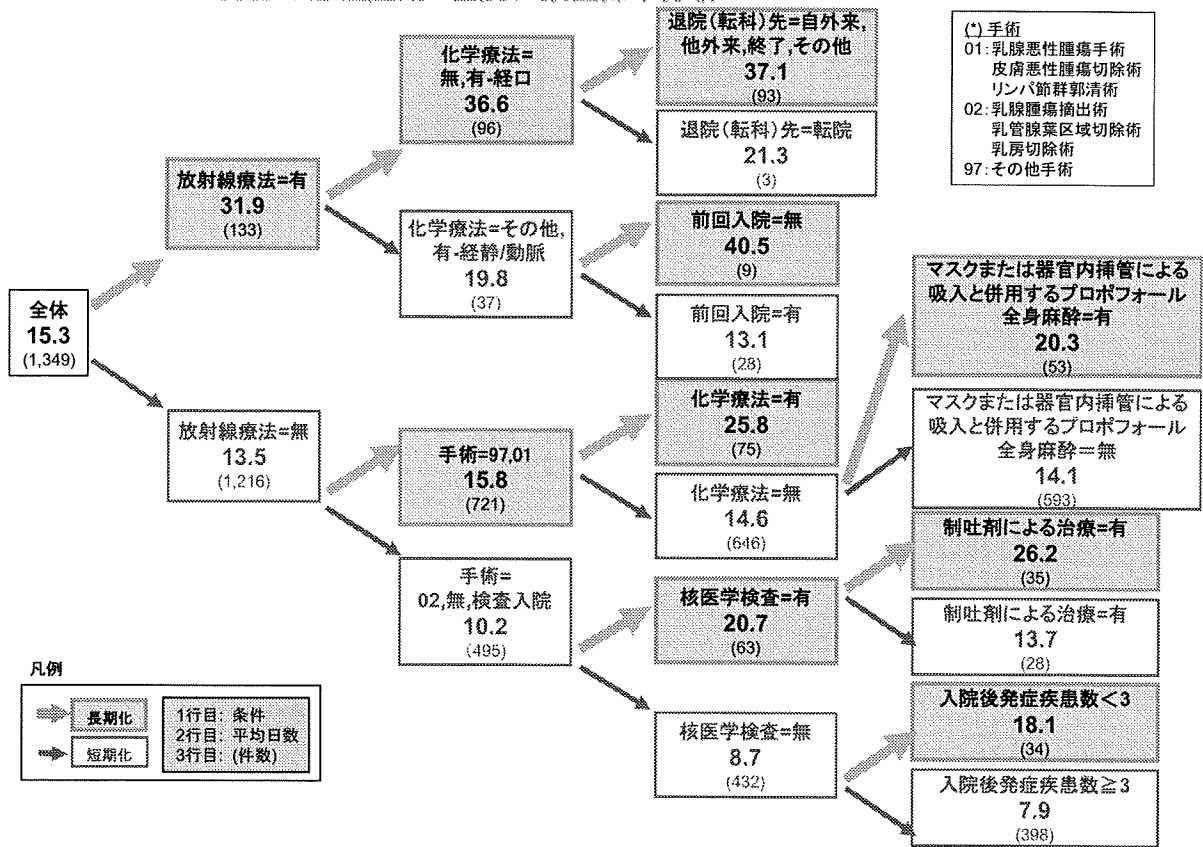 全体
15.3
(1,349)
放射線療法=有
31.9
(133)
放射線療法=無
13.5
(1,216)
化学療法=
無,有-経口
36.6
(96)
化学療法=その他,
有-経静/動脈
19.8
(37)
手術=97,01
15.8
(721)
手術=
02,無,検査入院
10.2
(495)
退院(転科)先=自外来,
他外来,終了,その他
37.1
(93)
退院(転科)先=転院
21.3
(3)
前回入院=無
40.5
(9)
前回入院=有
13.1
(28)
化学療法=有
25.8
(75)
化学療法=無
14.6
(646)
核医学検査=有
20.7
(63)
核医学検査=無
8.7
(432)
マスクまたは器官内挿管による
吸入と併用するプロポフォール
全身麻酔=有
20.3
(53)
マスクまたは器官内挿管による
吸入と併用するプロポフォール
全身麻酔=無
14.1
(593)
制吐剤による治療=有
26.2
(35)
制吐剤による治療=有
13.7
(28)
入院後発症疾患数<3
18.1
(34)
入院後発症疾患数≧3
7.9
(398)
(*) 手術
01:乳腺悪性腫瘍手術
皮膚悪性腫瘍切除術
リンパ節群郭清術
02:乳腺腫瘍摘出術
乳管腺葉区域切除術
乳房切除術
97:その他手術
凡例
長期化
短期化
1行目: 条件
2行目: 平均日数
3行目: (件数)